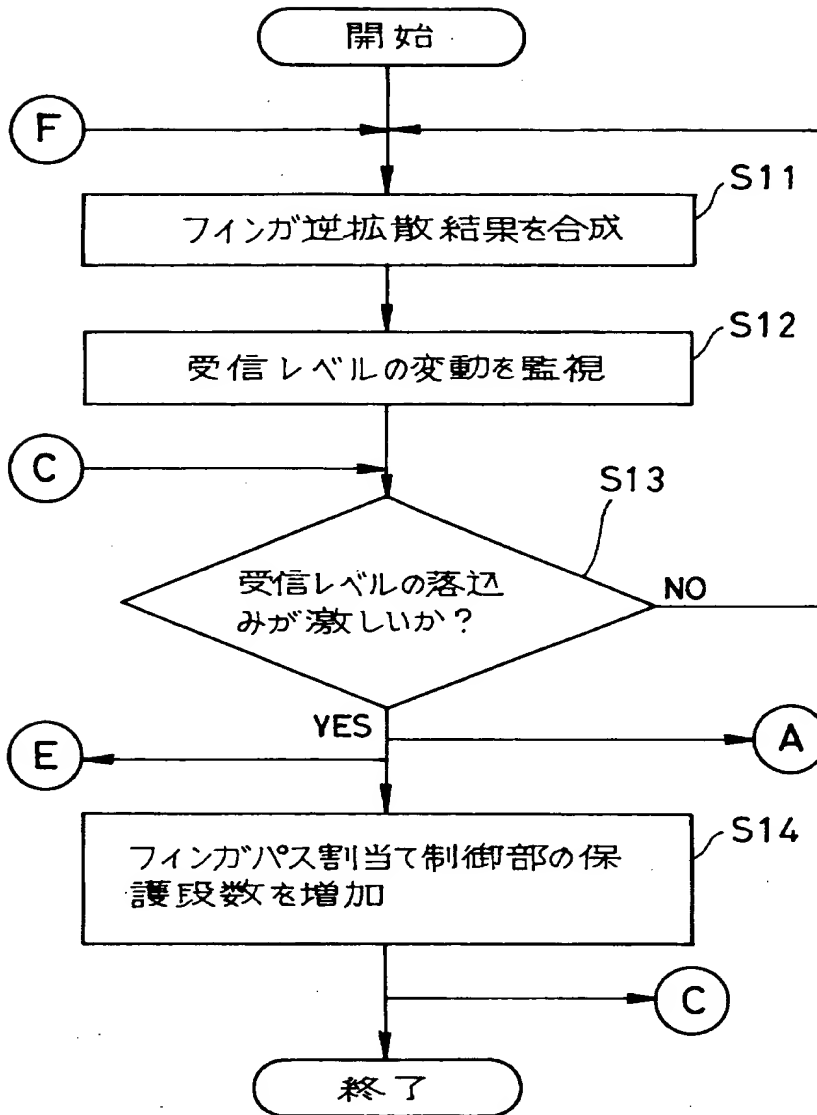 開始
F
S11
フィンガ逆拡散結果を合成
S12
受信レベルの変動を監視
C
S13
受信レベルの落込
みが激しいか?
NO
YES
A
E
S14
フィンガパス割当て制御部の保
護段数を増加
C
終了